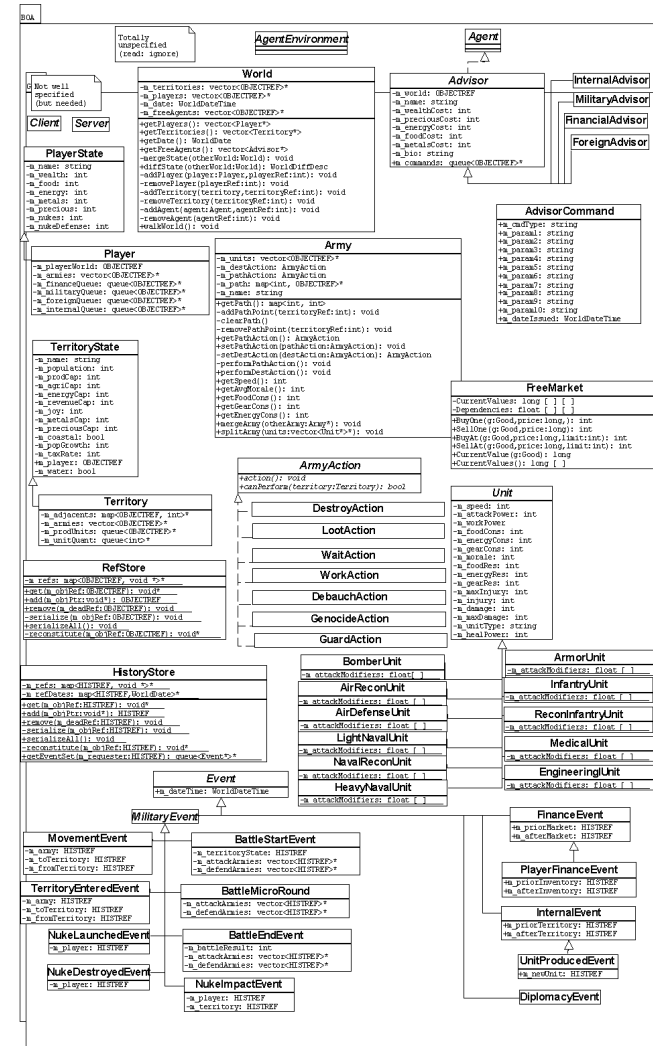 BOA
Totally
unspecified
(read: ignore)
AgentEnvironment
Agent
Not well
specified
(but needed)
Client
Server
World
-m_territories: vector<OBJECTREF>*
-m_players: vector<OBJECTREF>*
-m_date: WorldDateTime
-m_freeAgents: vector<OBJECTREF>*
+getPlayers(): vector<Player*>
+getTerritories(): vector<Territory*>
+getDate(): WorldDate
+getFreeAgents(): vector<Advisor*>
-mergeState(otherWorld:World): void
+diffState(otherWorld:World): WorldDiffDesc
-addPlayer(player:Player,playerRef:int): void
-removePlayer(playerRef:int): void
-addTerritory(territory,territoryRef:int): void
-removeTerritory(territoryRef:int): void
-addAgent(agent:Agent,agentRef:int): void
-removeAgent(agentRef:int): void
+walkWorld(): void
Advisor
-m_world: OBJECTREF
-m_name: string
-m_wealthCost: int
-m_preciousCost: int
-m_energyCost: int
-m_foodCost: int
-m_metalsCost: int
-m_bio: string
+m_commands: queue<OBJECTREF>*
InternalAdvisor
MilitaryAdvisor
FinancialAdvisor
ForeignAdvisor
PlayerState
-m_name: string
-m_wealth: int
-m_food: int
-m_energy: int
-m_metals: int
-m_precious: int
-m_nukes: int
-m_nukeDefense: int
AdvisorCommand
+m_cmdType: string
+m_param1: string
+m_param2: string
+m_param3: string
+m_param4: string
+m_param5: string
+m_param6: string
+m_param7: string
+m_param8: string
+m_param9: string
+m_param10: string
+m_dateIssued: WorldDateTime
Player
-m_playerWorld: OBJECTREF
-m_armies: vector<OBJECTREF>*
-m_financeQueue: queue<OBJECTREF>*
-m_militaryQueue: queue<OBJECTREF>*
-m_foreignQueue: queue<OBJECTREF>*
-m_internalQueue: queue<OBJECTREF>*
Army
-m_units: vector<OBJECTREF>*
-m_destAction: ArmyAction
-m_pathAction: ArmyAction
-m_path: map<int, OBJECTREF>*
-m_name: string
+getPath(): map<int, int>
-addPathPoint(territoryRef:int): void
-clearPath()
-removePathPoint(territoryRef:int): void
+getPathAction(): ArmyAction
-setPathAction(pathAction:ArmyAction): void
-setDestAction(destAction:ArmyAction): ArmyAction
-performPathAction(): void
-performDestAction(): void
+getSpeed(): int
+getAvgMorale(): int
+getFoodCons(): int
+getGearCons(): int
+getEnergyCons(): int
+mergeArmy(otherArmy:Army*): void
+splitArmy(units:vector<Unit*>*): void
TerritoryState
-m_name: string
-m_population: int
-m_prodCap: int
-m_agriCap: int
-m_energyCap: int
-m_revenueCap: int
-m_joy: int
-m_metalsCap: int
-m_preciousCap: int
-m_coastal: bool
-m_popGrowth: int
-m_taxRate: int
+m_player: OBJECTREF
-m_water: bool
FreeMarket
-CurrentValues: long [ ] [ ]
-Dependencies: float [ ] [ ]
+BuyOne(g:Good,price:long,): int
+SellOne(g:Good,price:long): int
+BuyAt(g:Good,price:long,limit:int): int
+SellAt(g:Good,price:long,limit:int): int
+CurrentValue(g:Good): long
+CurrentValues(): long [ ]
ArmyAction
+action(): void
+canPerform(territory:Territory): bool
DestroyAction
LootAction
WaitAction
WorkAction
DebauchAction
GenocideAction
GuardAction
Unit
-m_speed: int
-m_attackPower: int
-m_workPower
-m_foodCons: int
-m_energyCons: int
-m_gearCons: int
-m_morale: int
-m_foodRes: int
-m_energyRes: int
-m_gearRes: int
-m_maxInjury: int
-m_injury: int
-m_damage: int
-m_maxDamage: int
-m_unitType: string
-m_healPower: int
Territory
-m_adjacents: map<OBJECTREF, int>*
-m_armies: vector<OBJECTREF>*
-m_prodUnits: queue<OBJECTREF>*
-m_unitQuant: queue<int>*
RefStore
-m_refs: map<OBJECTREF, void *>*
+get(m_objRef:OBJECTREF): void*
+add(m_objPtr:void*): OBJECTREF
+remove(m_deadRef:OBJECTREF): void
-serialize(m_objRef:OBJECTREF): void
+serializeAll(): void
-reconstitute(m_objRef:OBJECTREF): void*
HistoryStore
-m_refs: map<HISTREF, void *>*
-m_refDates: map<HISTREF,WorldDate>*
+get(m_objRef:HISTREF): void*
+add(m_objPtr:void*): HISTREF
+remove(m_deadRef:HISTREF): void
-serialize(m_objRef:HISTREF): void
+serializeAll(): void
-reconstitute(m_objRef:HISTREF): void*
+getEventSet(m_requester:HISTREF): queue<Event*>*
BomberUnit
-m_attackModifiers: float[ ]
AirReconUnit
-m_attackModifiers: float [ ]
AirDefenseUnit
-m_attackModifiers: float [ ]
LightNavalUnit
-m_attackModifiers: float [ ]
NavalReconUnit
-m_attackModifiers: float [ ]
HeavyNavalUnit
-m_attackModifiers: float [ ]
ArmorUnit
-m_attackModifiers: float [ ]
InfantryUnit
-m_attackModifiers: float [ ]
ReconInfantryUnit
-m_attackModifiers: float [ ]
MedicalUnit
-m_attackModifiers: float [ ]
EngineeringlUnit
-m_attackModifiers: float [ ]
Event
+m_dateTime: WorldDateTime
MilitaryEvent
MovementEvent
-m_army: HISTREF
-m_toTerritory: HISTREF
-m_fromTerritory: HISTREF
BattleStartEvent
-m_territoryState: HISTREF
-m_attackArmies: vector<HISTREF>*
-m_defendArmies: vector<HISTREF>*
TerritoryEnteredEvent
-m_army: HISTREF
-m_toTerritory: HISTREF
-m_fromTerritory: HISTREF
BattleMicroRound
-m_attackArmies: vector<HISTREF>*
-m_defendArmies: vector<HISTREF>*
NukeLaunchedEvent
-m_player: HISTREF
BattleEndEvent
-m_battleResult: int
-m_attackArmies: vector<HISTREF>*
-m_defendArmies: vector<HISTREF>*
NukeDestroyedEvent
-m_player: HISTREF
NukeImpactEvent
-m_player: HISTREF
-m_territory: HISTREF
FinanceEvent
+m_priorMarket: HISTREF
+m_afterMarket: HISTREF
PlayerFinanceEvent
+m_priorInventory: HISTREF
+m_afterInventory: HISTREF
InternalEvent
+m_priorTerritory: HISTREF
+m_afterTerritory: HISTREF
UnitProducedEvent
+m_newUnit: HISTREF
DiplomacyEvent